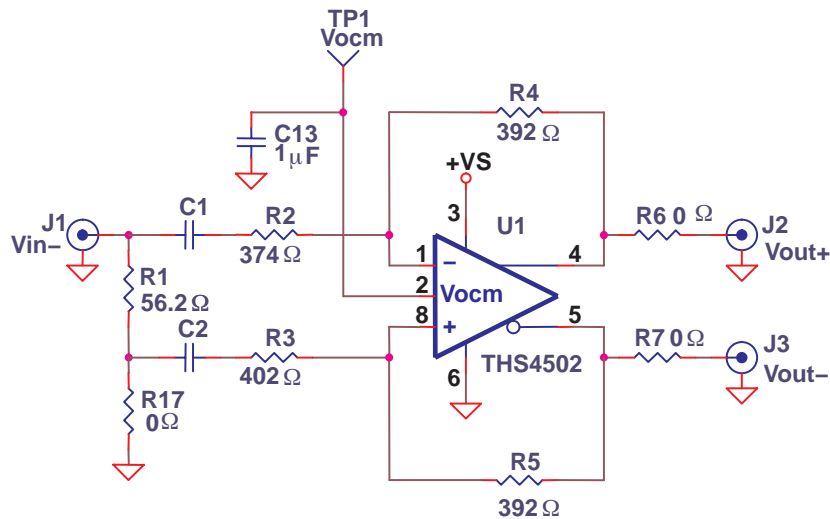 TP1
Vocm
R4
392 Ω
C13
1 μF
+VS
J1
Vin–
C1
R2
374 Ω
3
U1
R6 0 Ω
J2
Vout+
1
–
4
R1
56.2 Ω
2
Vocm
C2
R3
402 Ω
8
+
5
THS4502
R7 0 Ω
J3
Vout–
6
R17
0 Ω
R5
392 Ω